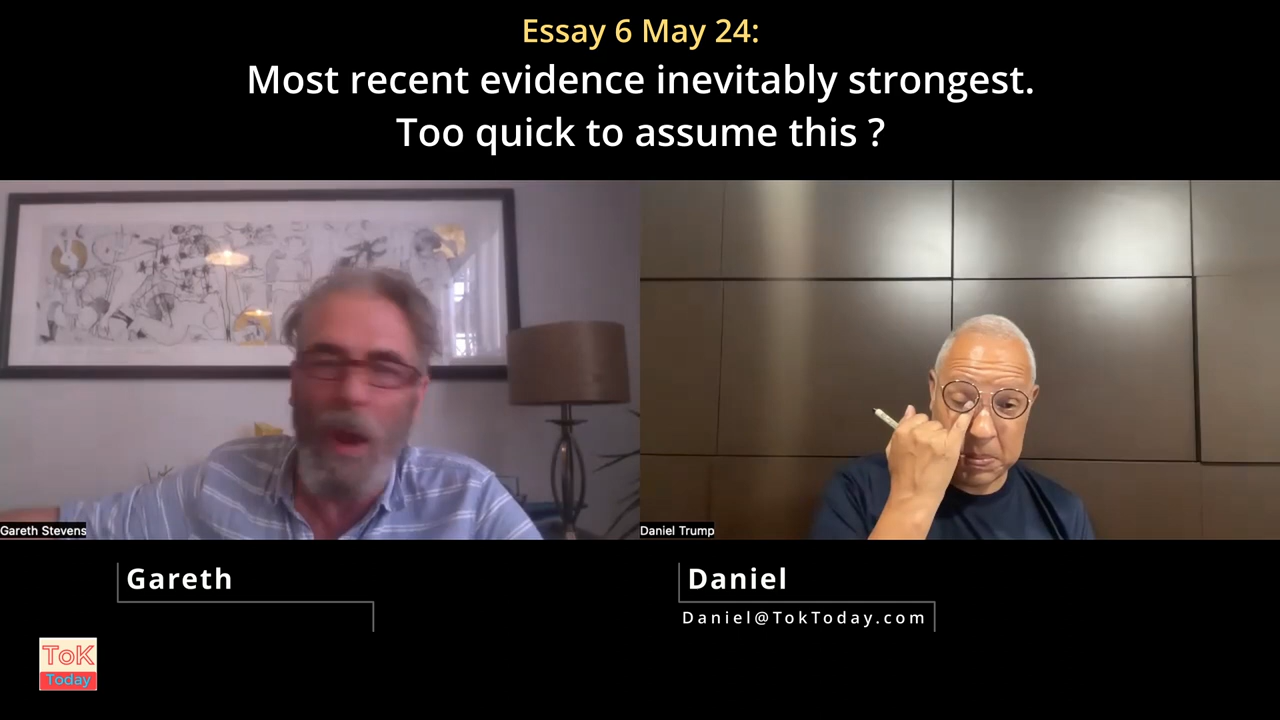 Essay 6 May 24:
Most recent evidence inevitably strongest.
Too quick to assume this ?
Gareth Stevens
Daniel Trump
Gareth
Daniel
Daniel@TokToday.com
ToK
Today